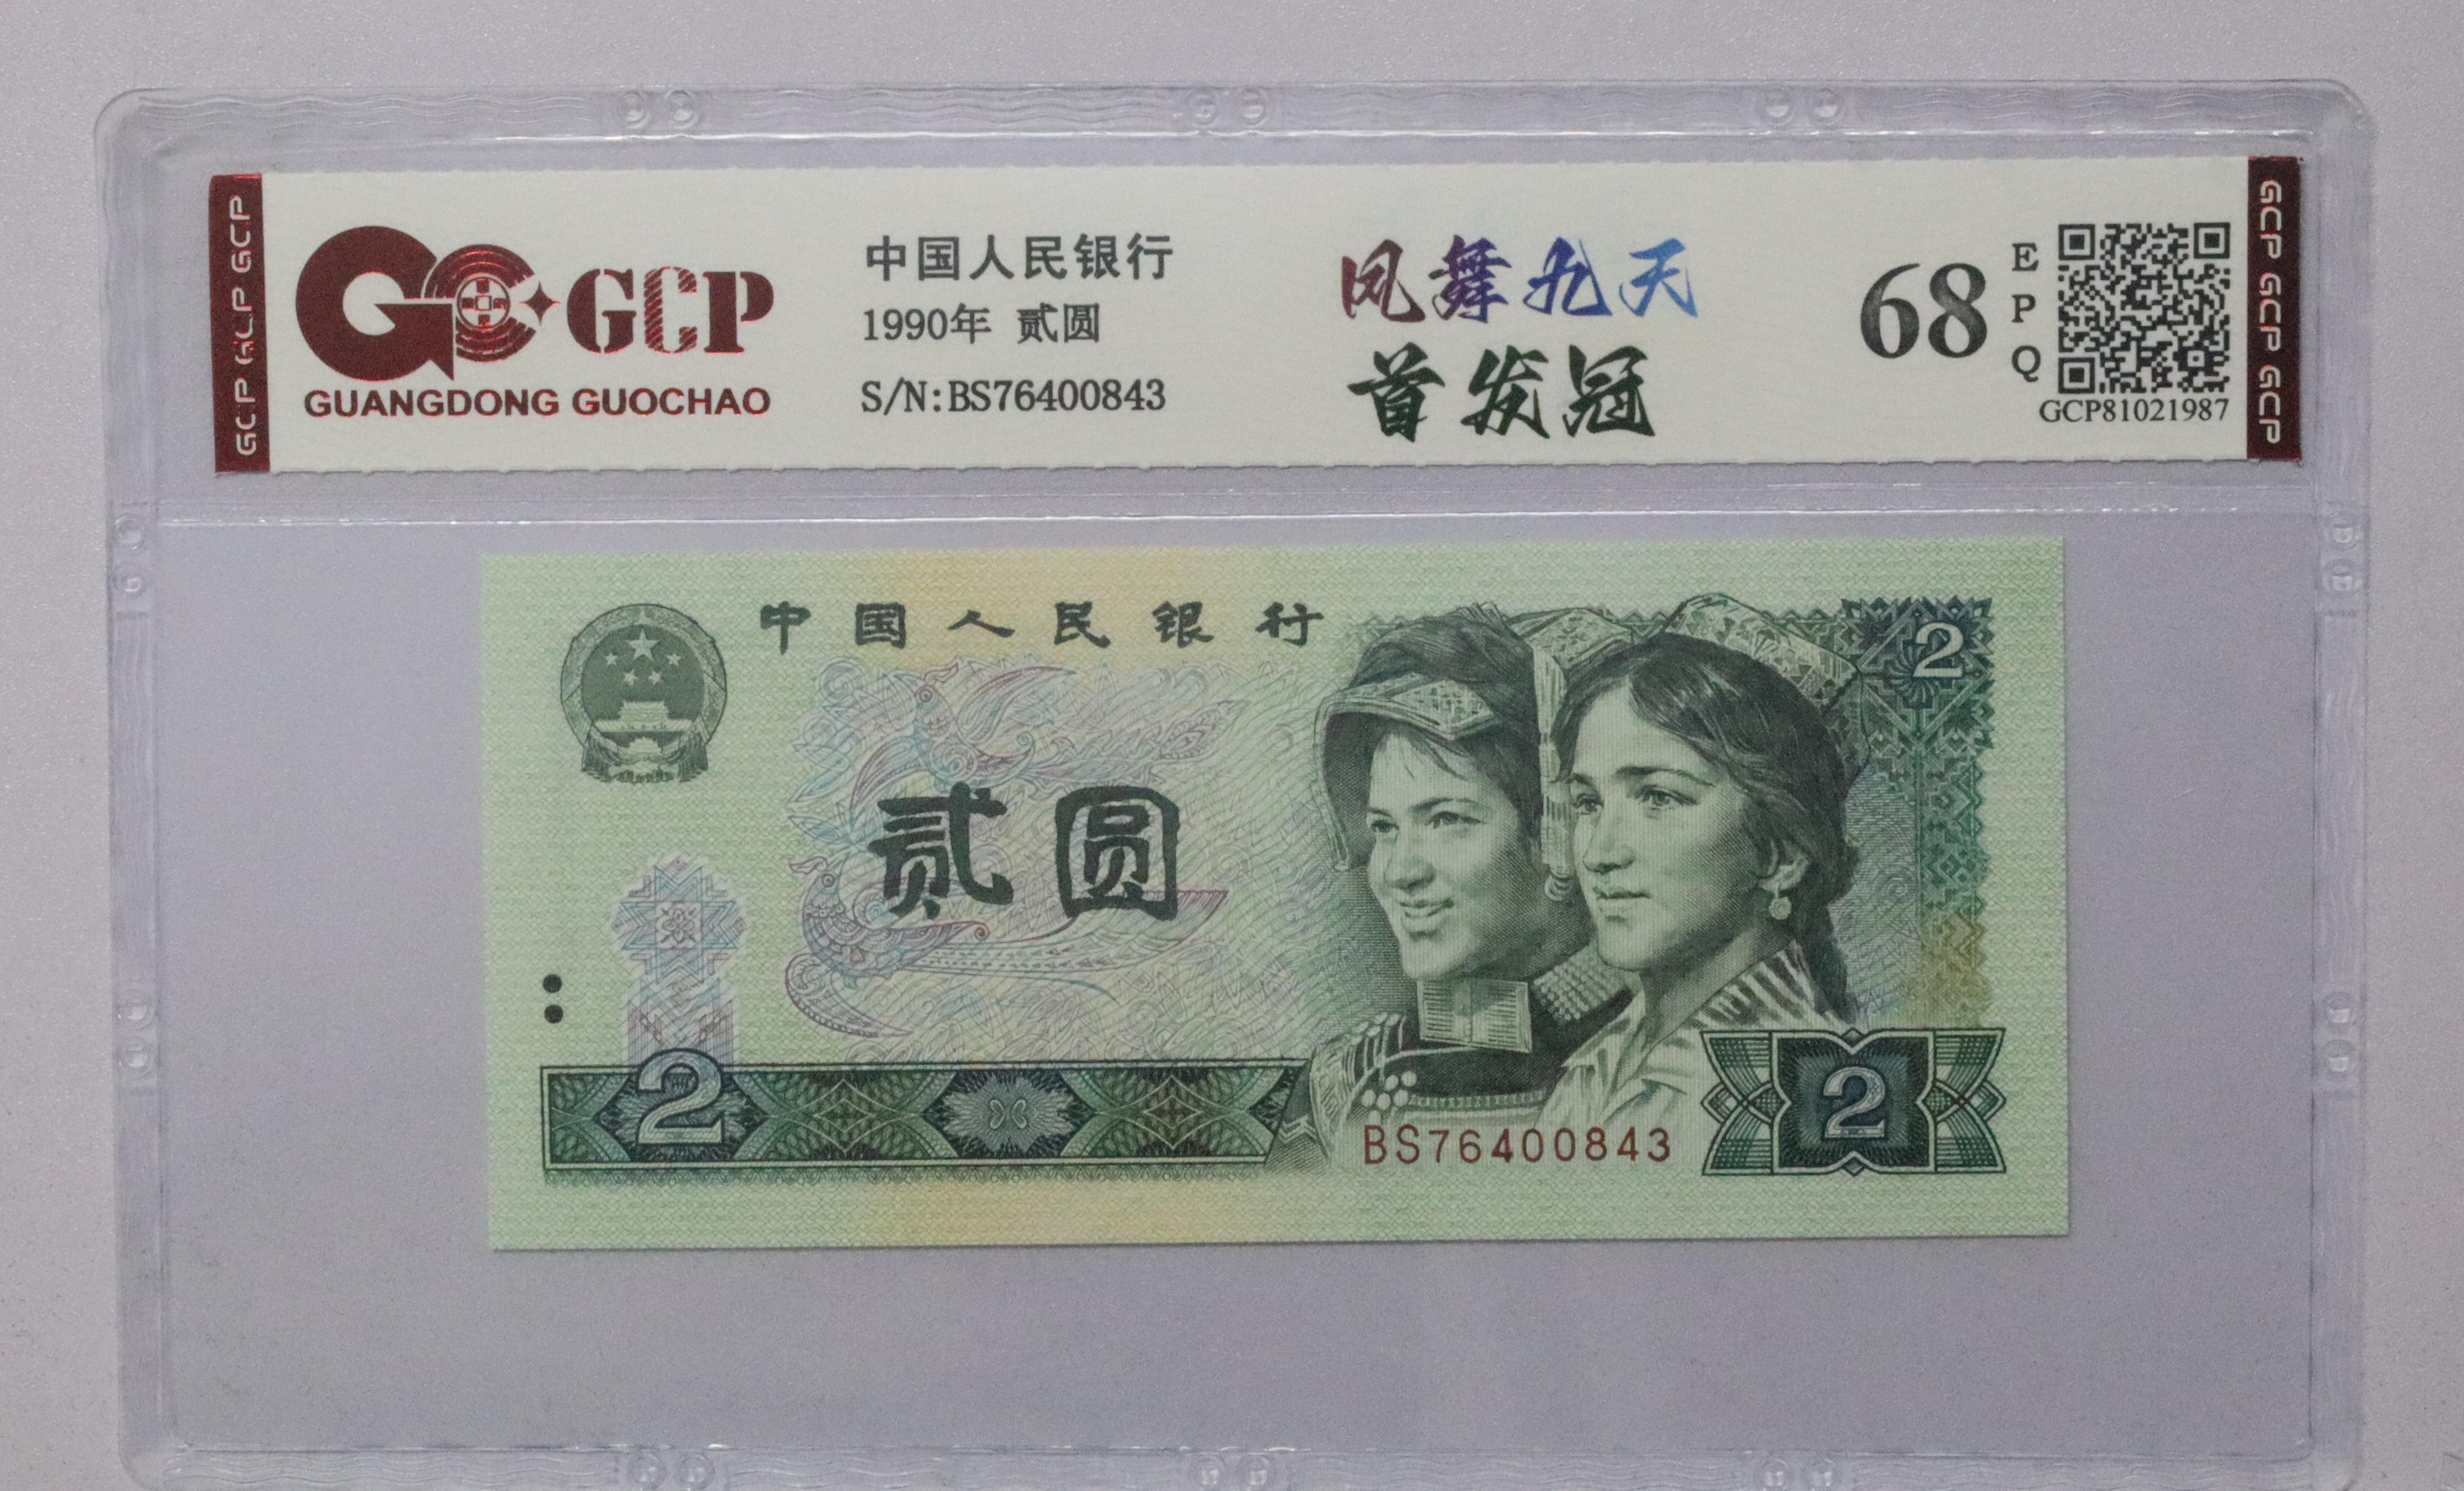 GCP GCP GCP GCP
GCP
GUANGDONG GUOCHAO
中国人民银行
1990年 贰圆
S/N:BS76400843
凤舞九天
首发冠
68
E
P
Q
GCP81021987
GCP GCP GCP GCP
中国人民银行
2
贰圆
2
BS76400843
2